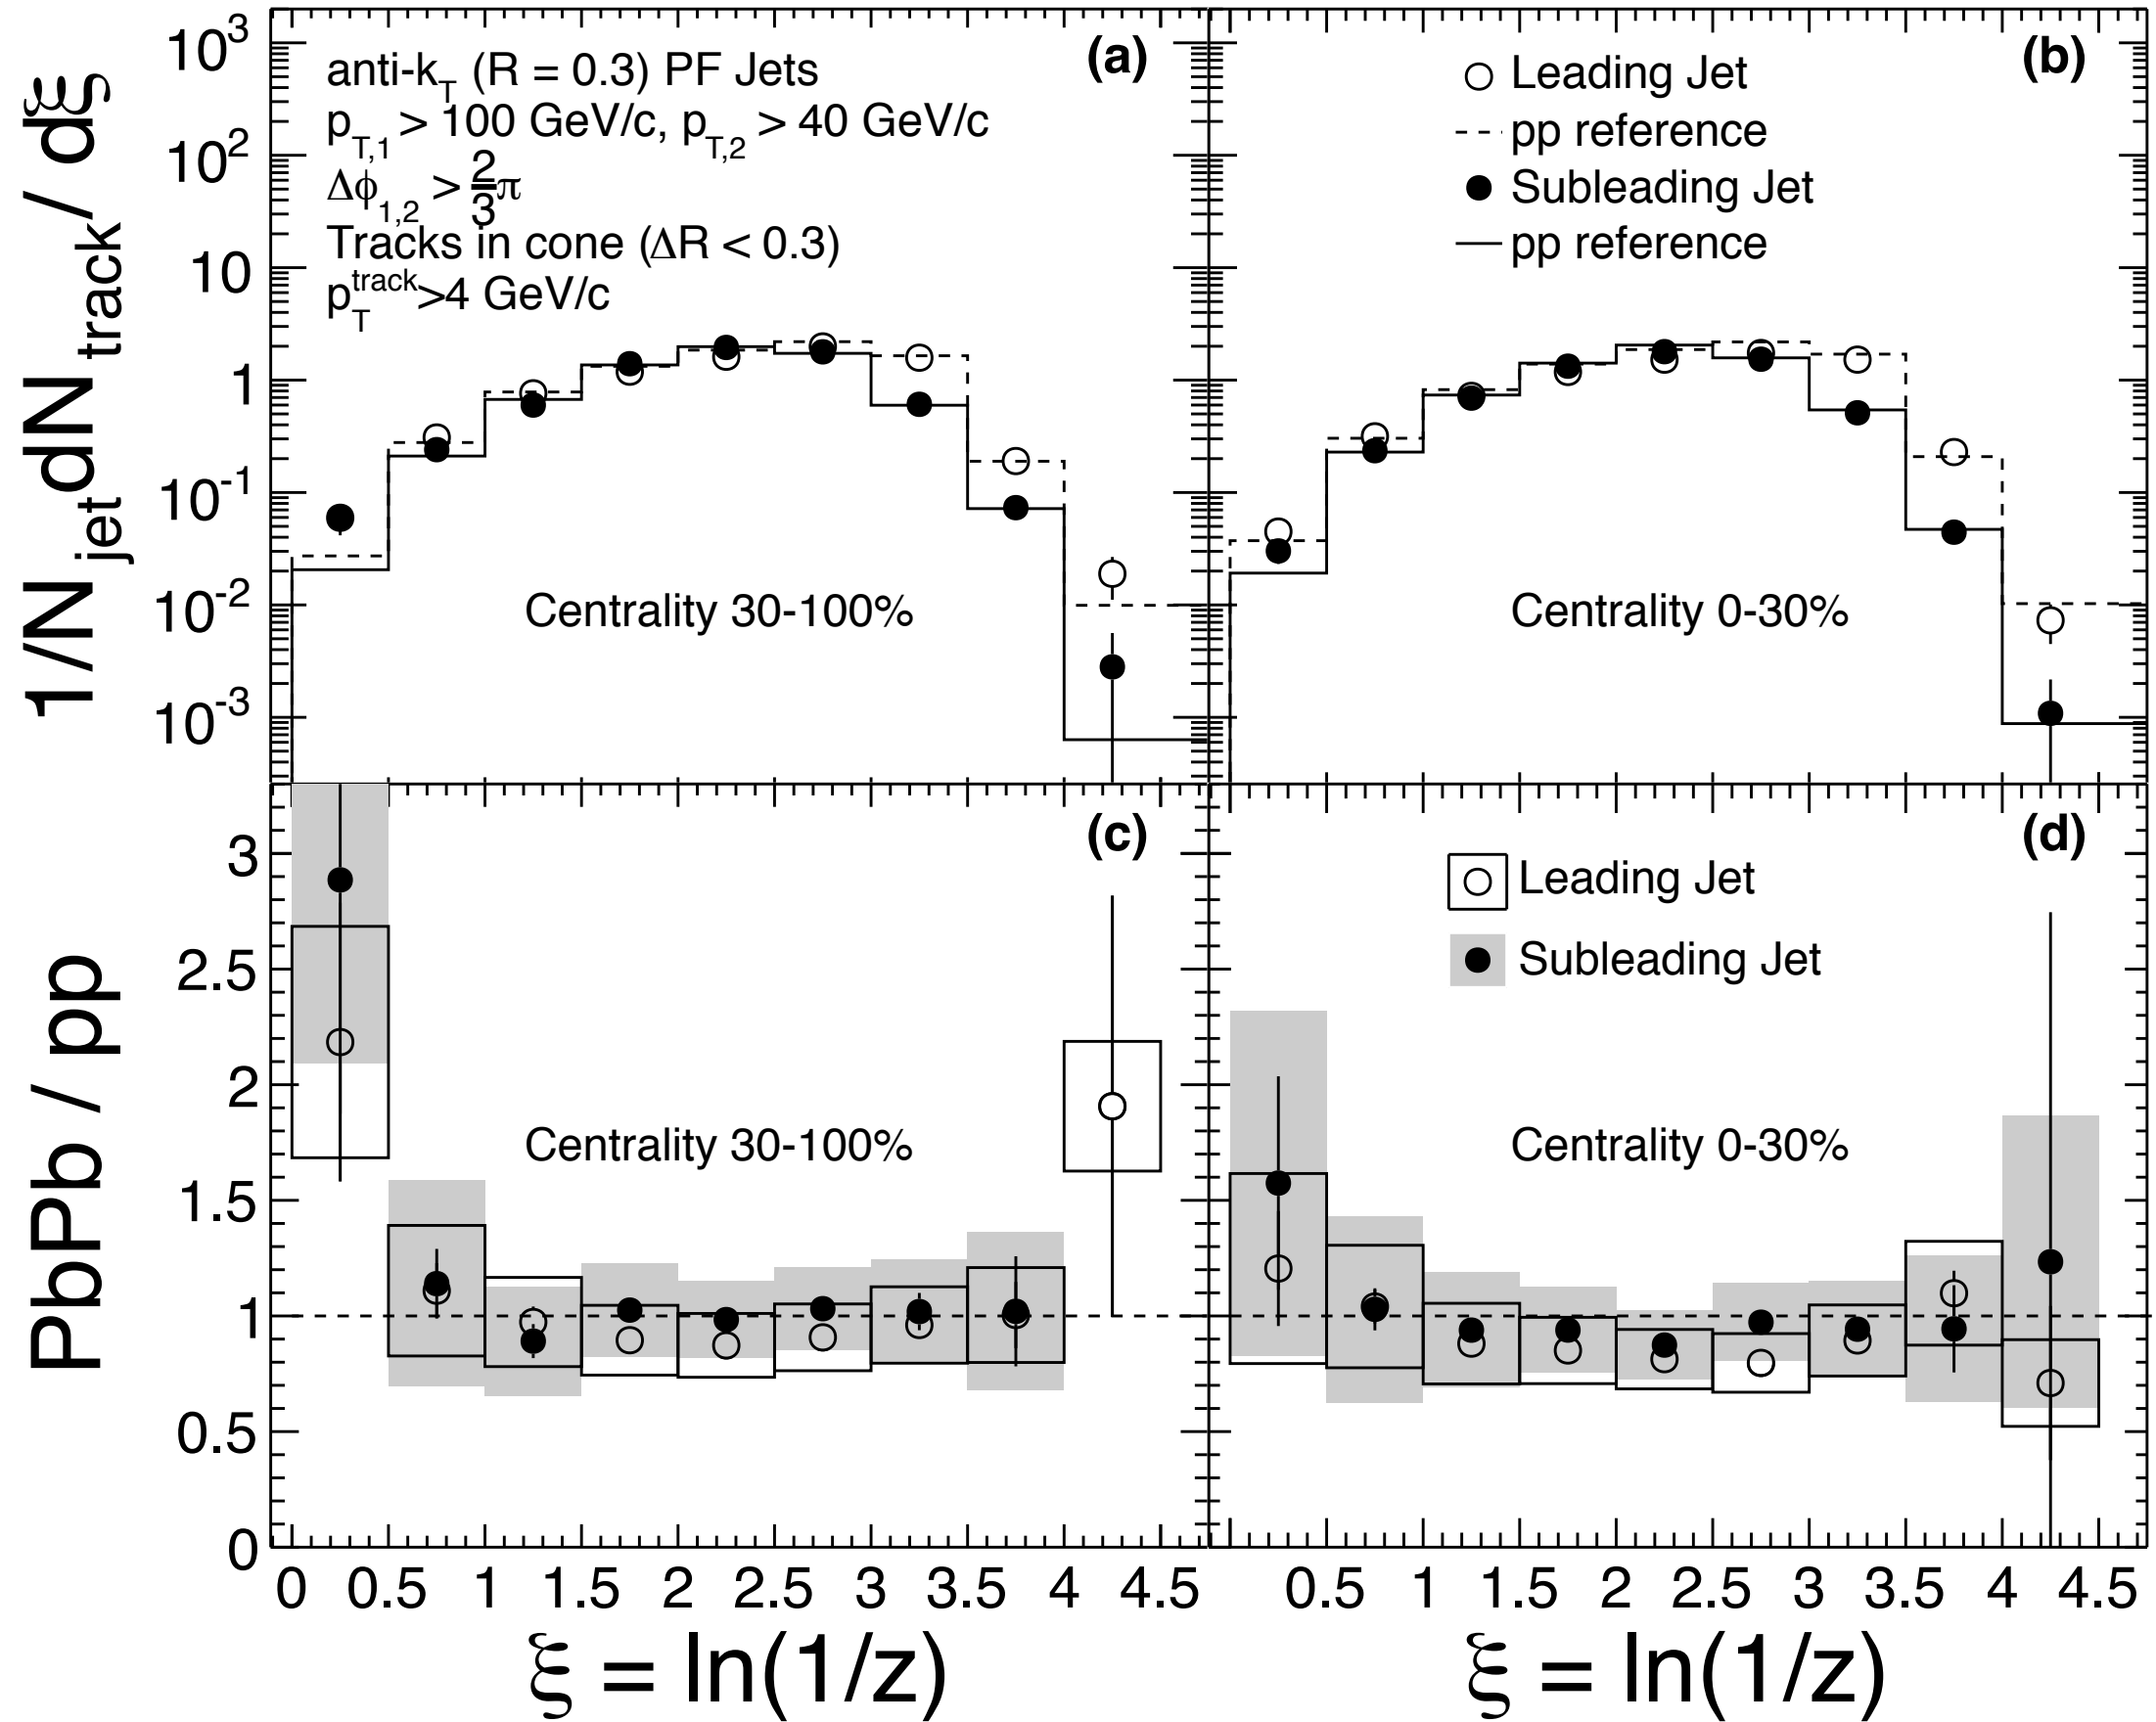 1/N_jet dN_track / dξ
10^3
10^2
10
1
10^-1
10^-2
10^-3
(a)
anti-k_T (R = 0.3) PF Jets
p_T,1 > 100 GeV/c, p_T,2 > 40 GeV/c
Δϕ_1,2 > 2/3 π
Tracks in cone (ΔR < 0.3)
p_T^track >4 GeV/c
Centrality 30-100%
(b)
Leading Jet
pp reference
Subleading Jet
pp reference
Centrality 0-30%
PbPb / pp
3
2.5
2
1.5
1
0.5
0
(c)
Centrality 30-100%
(d)
Leading Jet
Subleading Jet
Centrality 0-30%
0 0.5 1 1.5 2 2.5 3 3.5 4 4.5
0.5 1 1.5 2 2.5 3 3.5 4 4.5
ξ = ln(1/z)
ξ = ln(1/z)